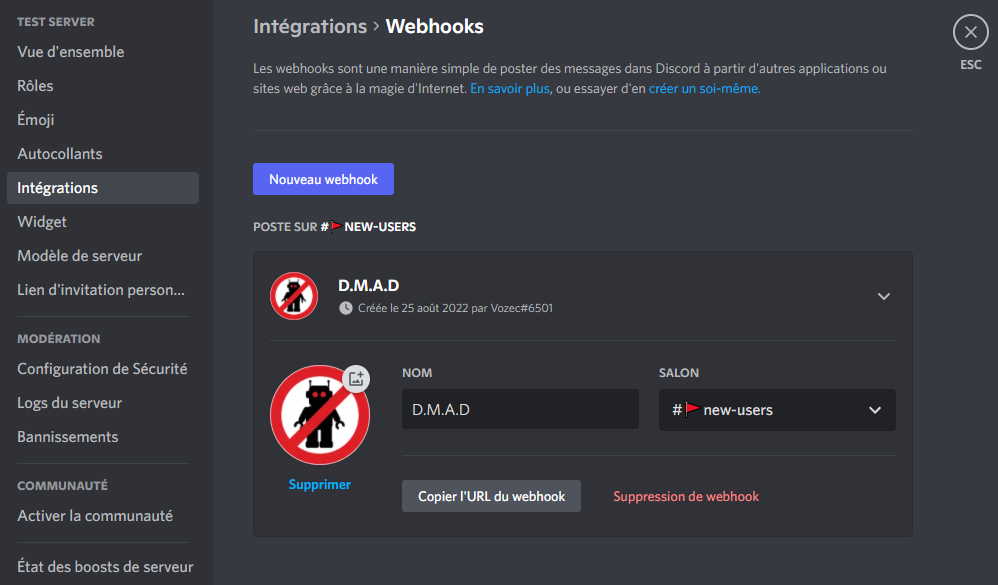 TEST SERVER
Vue d'ensemble
Rôles
Émoji
Autocollants
Intégrations
Widget
Modèle de serveur
Lien d'invitation person...
MODÉRATION
Configuration de Sécurité
Logs du serveur
Bannissements
COMMUNAUTÉ
Activer la communauté
État des boosts de serveur
Intégrations > Webhooks
Les webhooks sont une manière simple de poster des messages dans Discord à partir d'autres applications ou
sites web grâce à la magie d'Internet. En savoir plus, ou essayer d'en créer un soi-même.
Nouveau webhook
POSTE SUR #🚩NEW-USERS
D.M.A.D
Créée le 25 août 2022 par Vozec#6501
NOM
D.M.A.D
SALON
#🚩new-users
Supprimer
Copier l'URL du webhook
Suppression de webhook
ESC